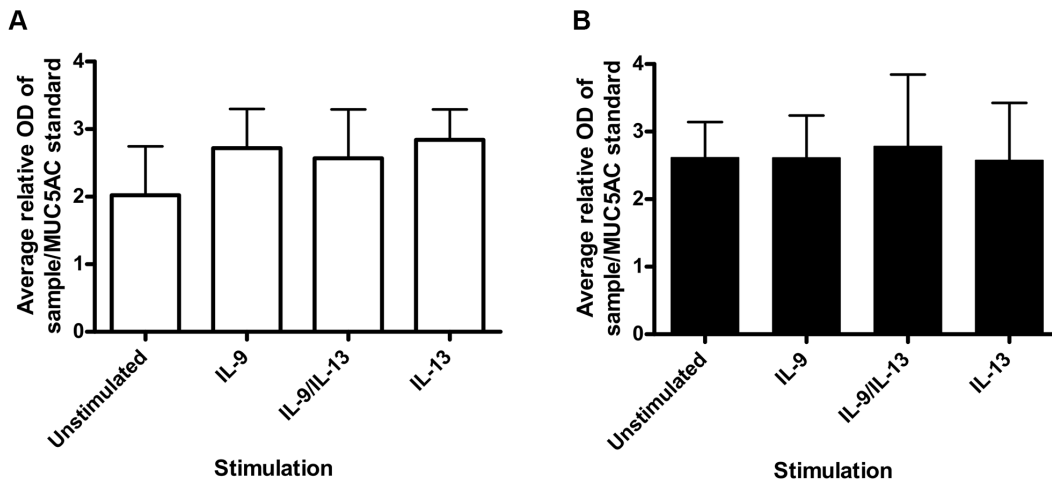 A
Average relative OD of
sample/MUC5AC standard
4
3
2
1
0
Unstimulated
IL-9
IL-9/IL-13
IL-13
Stimulation
B
Average relative OD of
sample/MUC5AC standard
4
3
2
1
0
Unstimulated
IL-9
IL-9/IL-13
IL-13
Stimulation